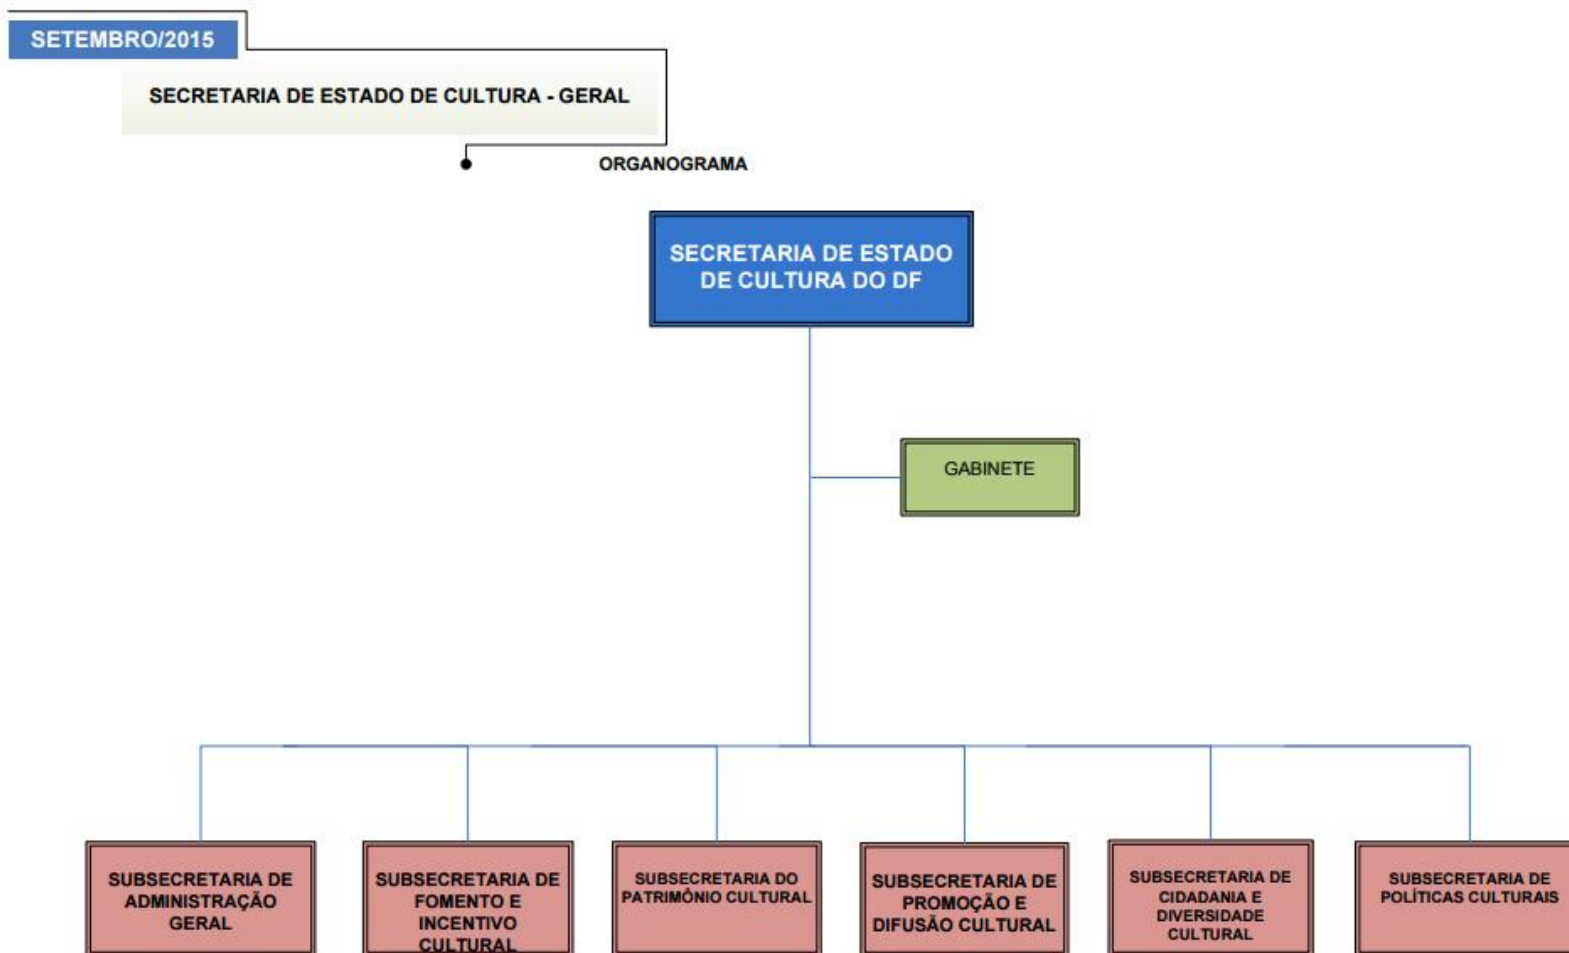 SETEMBRO/2015
SECRETARIA DE ESTADO DE CULTURA - GERAL
ORGANOGRAMA
SECRETARIA DE ESTADO
DE CULTURA DO DF
GABINETE
SUBSECRETARIA DE
ADMINISTRAÇÃO
GERAL
SUBSECRETARIA DE
FOMENTO E
INCENTIVO
CULTURAL
SUBSECRETARIA DO
PATRIMÔNIO CULTURAL
SUBSECRETARIA DE
PROMOÇÃO E
DIFUSÃO CULTURAL
SUBSECRETARIA DE
CIDADANIA E
DIVERSIDADE
CULTURAL
SUBSECRETARIA DE
POLÍTICAS CULTURAIS